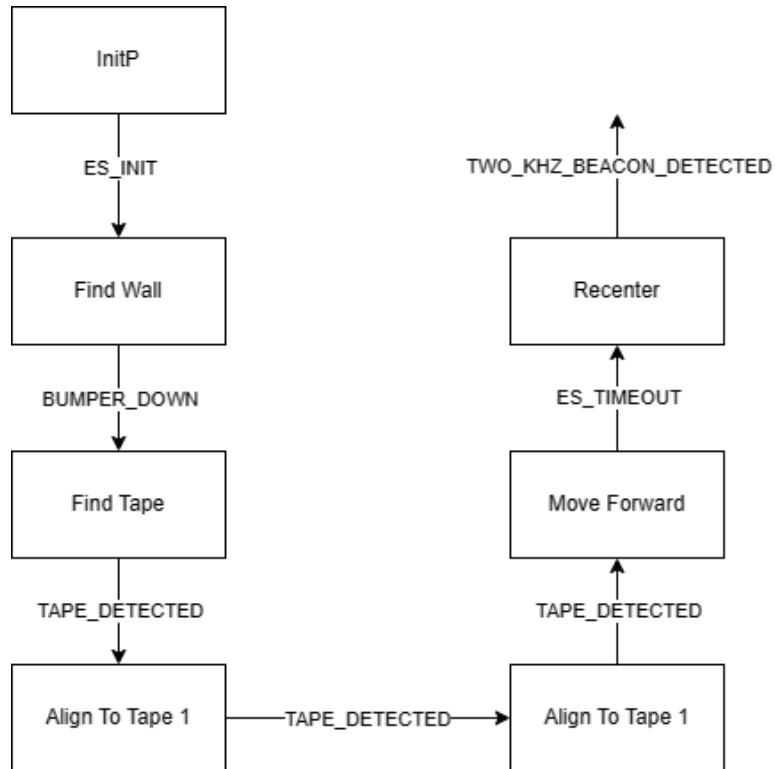 InitP
ES_INIT
Find Wall
BUMPER_DOWN
Find Tape
TAPE_DETECTED
Align To Tape 1
TAPE_DETECTED
Align To Tape 1
TAPE_DETECTED
Move Forward
ES_TIMEOUT
Recenter
TWO_KHZ_BEACON_DETECTED